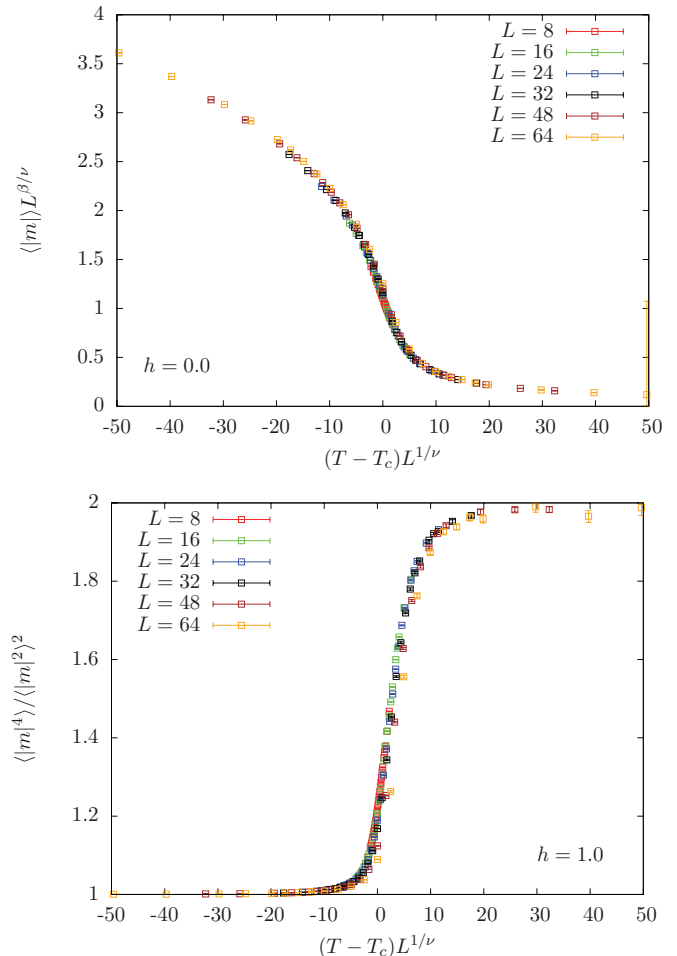 4
3.5
3
2.5
2
1.5
1
0.5
0
⟨|m|⟩L^{β/ν}
L = 8
L = 16
L = 24
L = 32
L = 48
L = 64
h = 0.0
-50 -40 -30 -20 -10 0 10 20 30 40 50
(T − T_c)L^{1/ν}
2
1.8
1.6
1.4
1.2
1
⟨|m|^4⟩/⟨|m|^2⟩^2
L = 8
L = 16
L = 24
L = 32
L = 48
L = 64
h = 1.0
-50 -40 -30 -20 -10 0 10 20 30 40 50
(T − T_c)L^{1/ν}